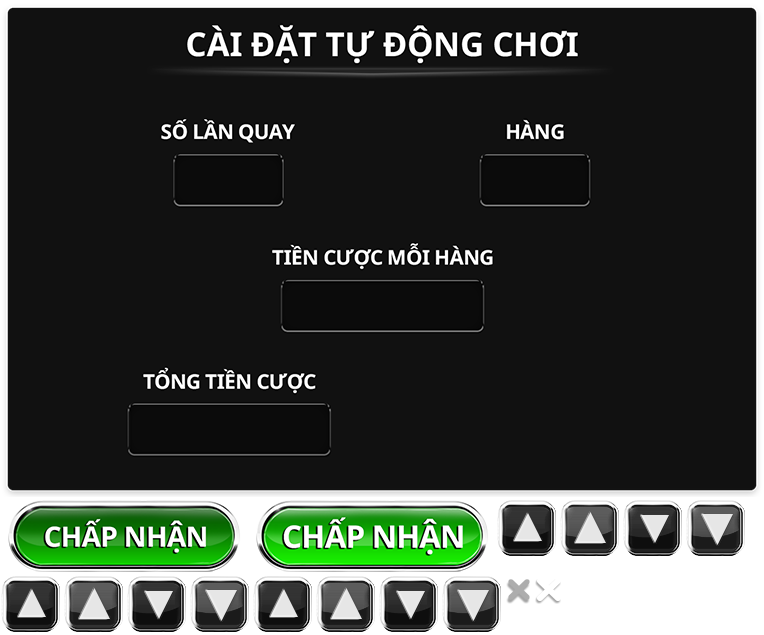 CÀI ĐẶT TỰ ĐỘNG CHƠI
SỐ LẦN QUAY HÀNG
TIỀN CƯỢC MỖI HÀNG
TỔNG TIỀN CƯỢC
CHẤP NHẬN CHẤP NHẬN